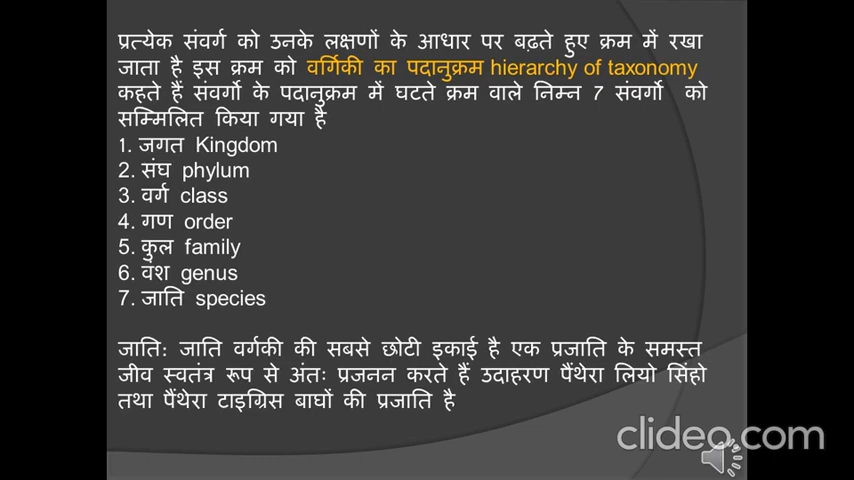 प्रत्येक संवर्ग को उनके लक्षणों के आधार पर बढ़ते हुए क्रम में रखा
जाता है इस क्रम को वर्गिकी का पदानुक्रम hierarchy of taxonomy
कहते हैं संवर्गो के पदानुक्रम में घटते क्रम वाले निम्न 7 संवर्गो को
सम्मिलित किया गया है
1. जगत Kingdom
2. संघ phylum
3. वर्ग class
4. गण order
5. कुल family
6. वंश genus
7. जाति species
जातिः जाति वर्गकी की सबसे छोटी इकाई है एक प्रजाति के समस्त
जीव स्वतंत्र रूप से अंतः प्रजनन करते हैं उदाहरण पैंथेरा लियो सिंहो
तथा पैंथेरा टाइग्रिस बाघों की प्रजाति है
clideo.com